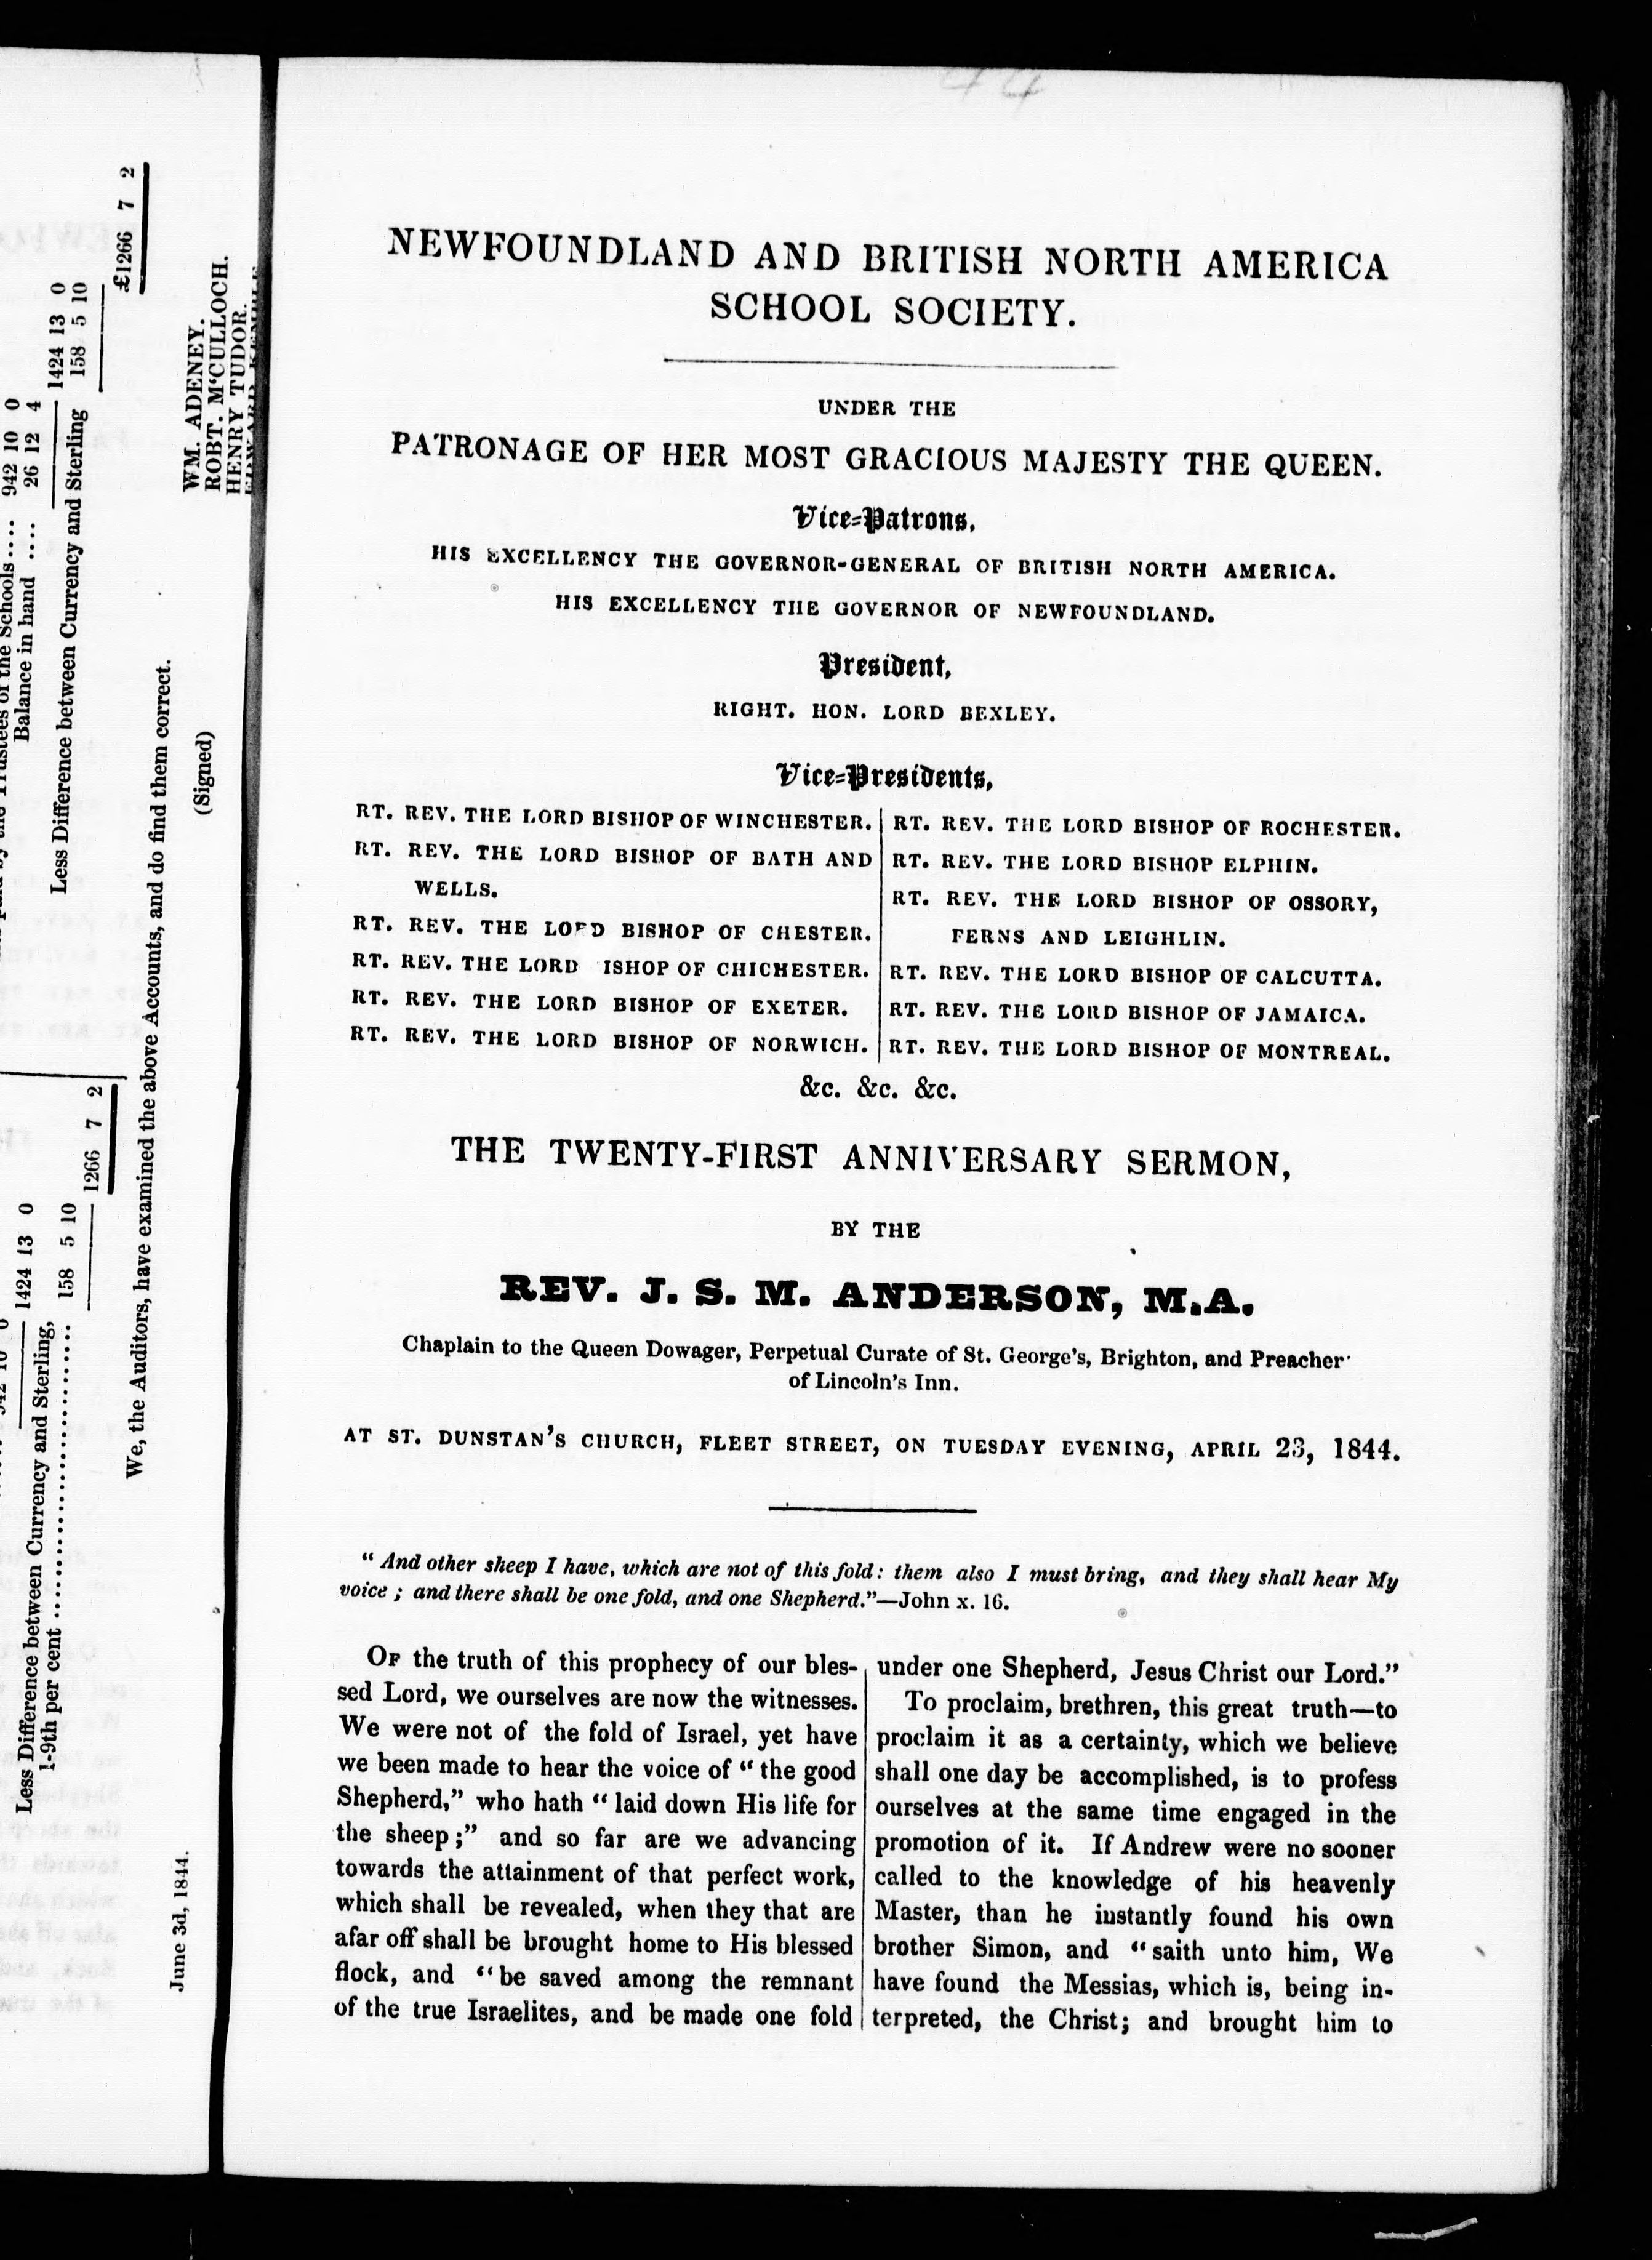 942 10 0
Balance in hand .... 26 12 4
1424 13 0
Less Difference between Currency and Sterling 158 5 10
£1266 7 2
1424 13 0
Less Difference between Currency and Sterling,
1-9th per cent 158 5 10
1266 7 2
We, the Auditors, have examined the above Accounts, and do find them correct.
(Signed)
WM. ADENEY.
ROBT. M'CULLOCH.
HENRY TUDOR.
June 3d, 1844.
44
NEWFOUNDLAND AND BRITISH NORTH AMERICA
SCHOOL SOCIETY.
UNDER THE
PATRONAGE OF HER MOST GRACIOUS MAJESTY THE QUEEN.
Vice-Patrons,
HIS EXCELLENCY THE GOVERNOR-GENERAL OF BRITISH NORTH AMERICA.
HIS EXCELLENCY THE GOVERNOR OF NEWFOUNDLAND.
President,
RIGHT. HON. LORD BEXLEY.
Vice-Presidents,
RT. REV. THE LORD BISHOP OF WINCHESTER.
RT. REV. THE LORD BISHOP OF BATH AND
WELLS.
RT. REV. THE LORD BISHOP OF CHESTER.
RT. REV. THE LORD ISHOP OF CHICHESTER.
RT. REV. THE LORD BISHOP OF EXETER.
RT. REV. THE LORD BISHOP OF NORWICH.
RT. REV. THE LORD BISHOP OF ROCHESTER.
RT. REV. THE LORD BISHOP ELPHIN.
RT. REV. THE LORD BISHOP OF OSSORY,
FERNS AND LEIGHLIN.
RT. REV. THE LORD BISHOP OF CALCUTTA.
RT. REV. THE LORD BISHOP OF JAMAICA.
RT. REV. THE LORD BISHOP OF MONTREAL.
&c. &c. &c.
THE TWENTY-FIRST ANNIVERSARY SERMON,
BY THE
REV. J. S. M. ANDERSON, M.A.
Chaplain to the Queen Dowager, Perpetual Curate of St. George's, Brighton, and Preacher
of Lincoln's Inn.
AT ST. DUNSTAN'S CHURCH, FLEET STREET, ON TUESDAY EVENING, APRIL 23, 1844.
"And other sheep I have, which are not of this fold: them also I must bring, and they shall hear My
voice; and there shall be one fold, and one Shepherd."—John x. 16.
OF the truth of this prophecy of our bles-
sed Lord, we ourselves are now the witnesses.
We were not of the fold of Israel, yet have
we been made to hear the voice of "the good
Shepherd," who hath "laid down His life for
the sheep;" and so far are we advancing
towards the attainment of that perfect work,
which shall be revealed, when they that are
afar off shall be brought home to His blessed
flock, and "be saved among the remnant
of the true Israelites, and be made one fold
under one Shepherd, Jesus Christ our Lord."
To proclaim, brethren, this great truth—to
proclaim it as a certainty, which we believe
shall one day be accomplished, is to profess
ourselves at the same time engaged in the
promotion of it. If Andrew were no sooner
called to the knowledge of his heavenly
Master, than he instantly found his own
brother Simon, and "saith unto him, We
have found the Messias, which is, being in-
terpreted, the Christ; and brought him to